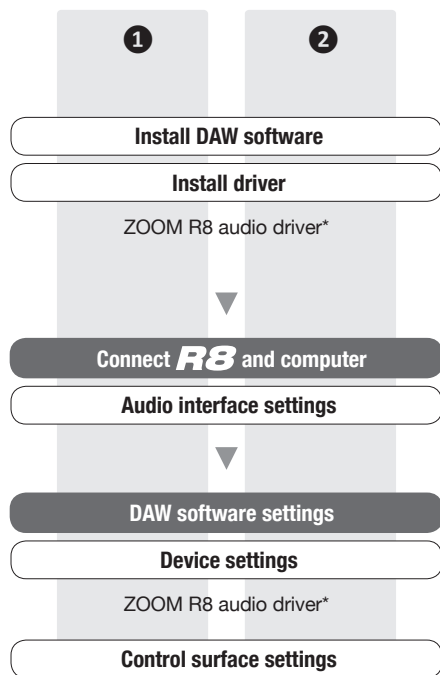 ❶ ❷
Install DAW software
Install driver
ZOOM R8 audio driver*
Connect R8 and computer
Audio interface settings
DAW software settings
Device settings
ZOOM R8 audio driver*
Control surface settings